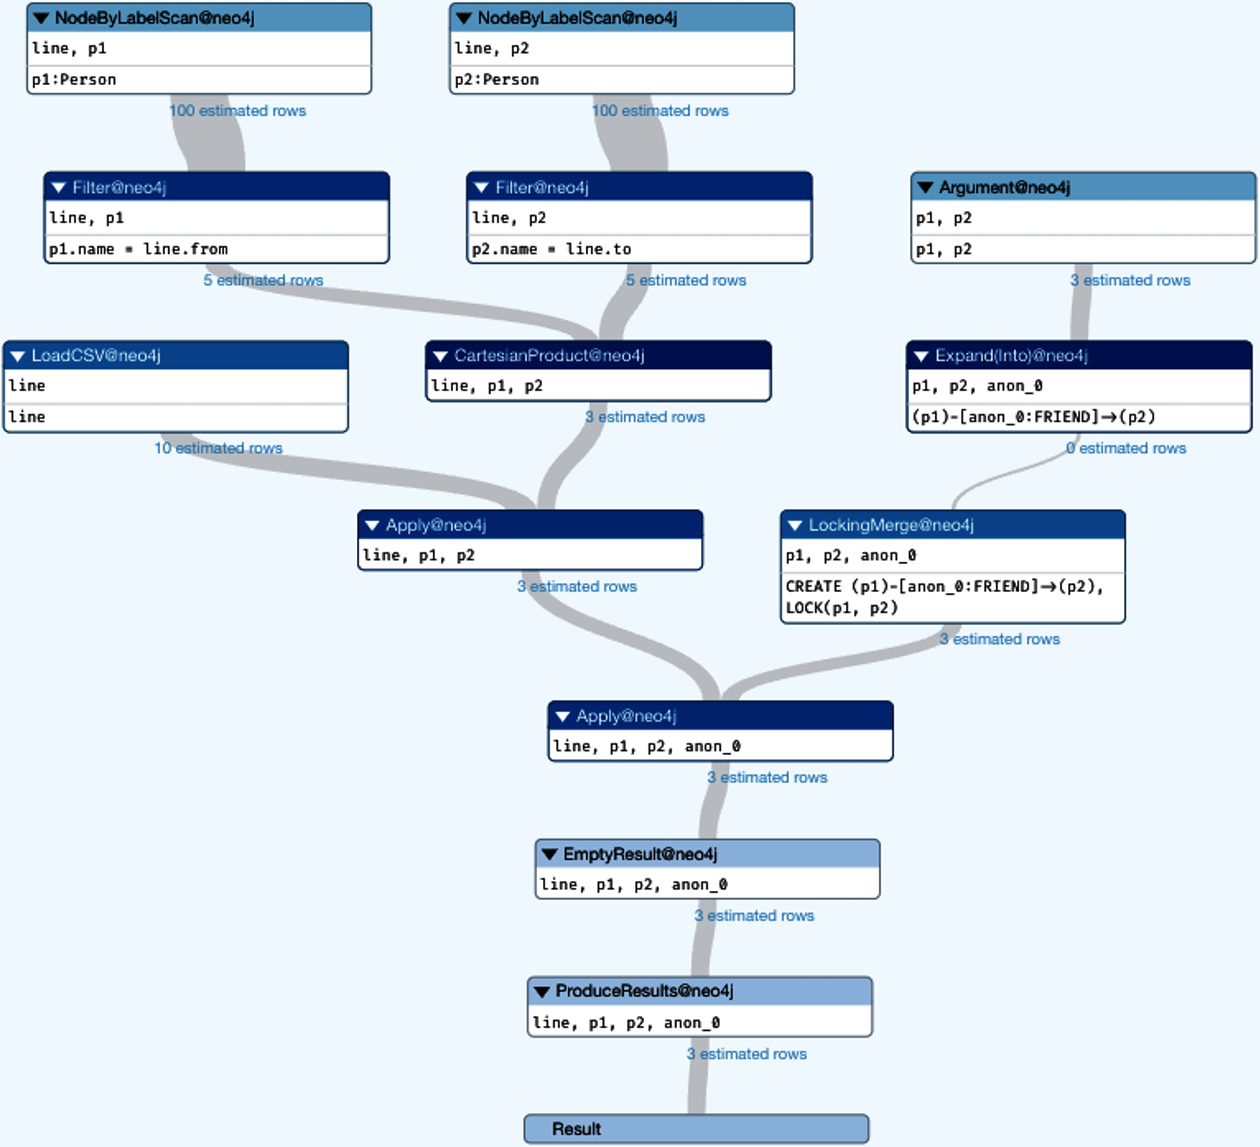 NodeByLabelScan@neo4j
line, p1
p1:Person
100 estimated rows
NodeByLabelScan@neo4j
line, p2
p2:Person
100 estimated rows
Filter@neo4j
line, p1
p1.name = line.from
5 estimated rows
Filter@neo4j
line, p2
p2.name = line.to
5 estimated rows
Argument@neo4j
p1, p2
p1, p2
3 estimated rows
LoadCSV@neo4j
line
line
10 estimated rows
CartesianProduct@neo4j
line, p1, p2
3 estimated rows
Expand(Into)@neo4j
p1, p2, anon_0
(p1)-[anon_0:FRIEND]->(p2)
0 estimated rows
Apply@neo4j
line, p1, p2
3 estimated rows
LockingMerge@neo4j
p1, p2, anon_0
CREATE (p1)-[anon_0:FRIEND]->(p2),
LOCK(p1, p2)
3 estimated rows
Apply@neo4j
line, p1, p2, anon_0
3 estimated rows
EmptyResult@neo4j
line, p1, p2, anon_0
3 estimated rows
ProduceResults@neo4j
line, p1, p2, anon_0
3 estimated rows
Result